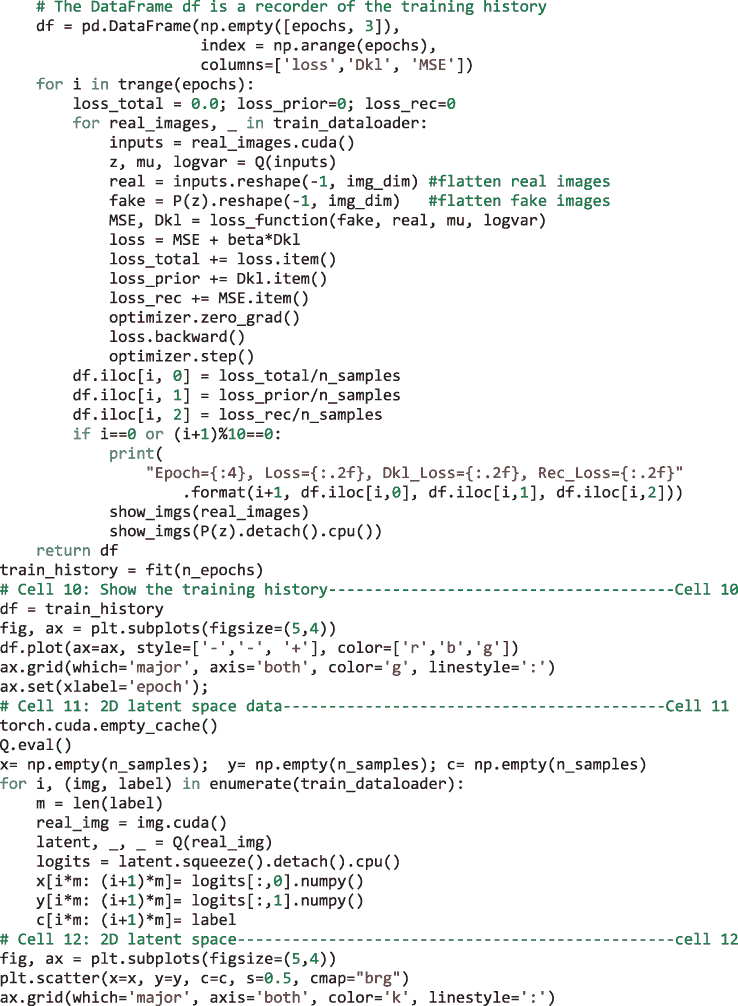 # The DataFrame df is a recorder of the training history
df = pd.DataFrame(np.empty([epochs, 3]),
index = np.arange(epochs),
columns=['loss','Dkl', 'MSE'])
for i in trange(epochs):
loss_total = 0.0; loss_prior=0; loss_rec=0
for real_images, _ in train_dataloader:
inputs = real_images.cuda()
z, mu, logvar = Q(inputs)
real = inputs.reshape(-1, img_dim) #flatten real images
fake = P(z).reshape(-1, img_dim) #flatten fake images
MSE, Dkl = loss_function(fake, real, mu, logvar)
loss = MSE + beta*Dkl
loss_total += loss.item()
loss_prior += Dkl.item()
loss_rec += MSE.item()
optimizer.zero_grad()
loss.backward()
optimizer.step()
df.iloc[i, 0] = loss_total/n_samples
df.iloc[i, 1] = loss_prior/n_samples
df.iloc[i, 2] = loss_rec/n_samples
if i==0 or (i+1)%10==0:
print(
"Epoch={:4}, Loss={:.2f}, Dkl_Loss={:.2f}, Rec_Loss={:.2f}"
.format(i+1, df.iloc[i,0], df.iloc[i,1], df.iloc[i,2]))
show_imgs(real_images)
show_imgs(P(z).detach().cpu())
return df
train_history = fit(n_epochs)
# Cell 10: Show the training history--------------------------------------Cell 10
df = train_history
fig, ax = plt.subplots(figsize=(5,4))
df.plot(ax=ax, style=['-','-', '+'], color=['r','b','g'])
ax.grid(which='major', axis='both', color='g', linestyle=':')
ax.set(xlabel='epoch');
# Cell 11: 2D latent space data------------------------------------------Cell 11
torch.cuda.empty_cache()
Q.eval()
x= np.empty(n_samples); y= np.empty(n_samples); c= np.empty(n_samples)
for i, (img, label) in enumerate(train_dataloader):
m = len(label)
real_img = img.cuda()
latent, _, _ = Q(real_img)
logits = latent.squeeze().detach().cpu()
x[i*m: (i+1)*m]= logits[:,0].numpy()
y[i*m: (i+1)*m]= logits[:,1].numpy()
c[i*m: (i+1)*m]= label
# Cell 12: 2D latent space------------------------------------------------cell 12
fig, ax = plt.subplots(figsize=(5,4))
plt.scatter(x=x, y=y, c=c, s=0.5, cmap="brg")
ax.grid(which='major', axis='both', color='k', linestyle=':')